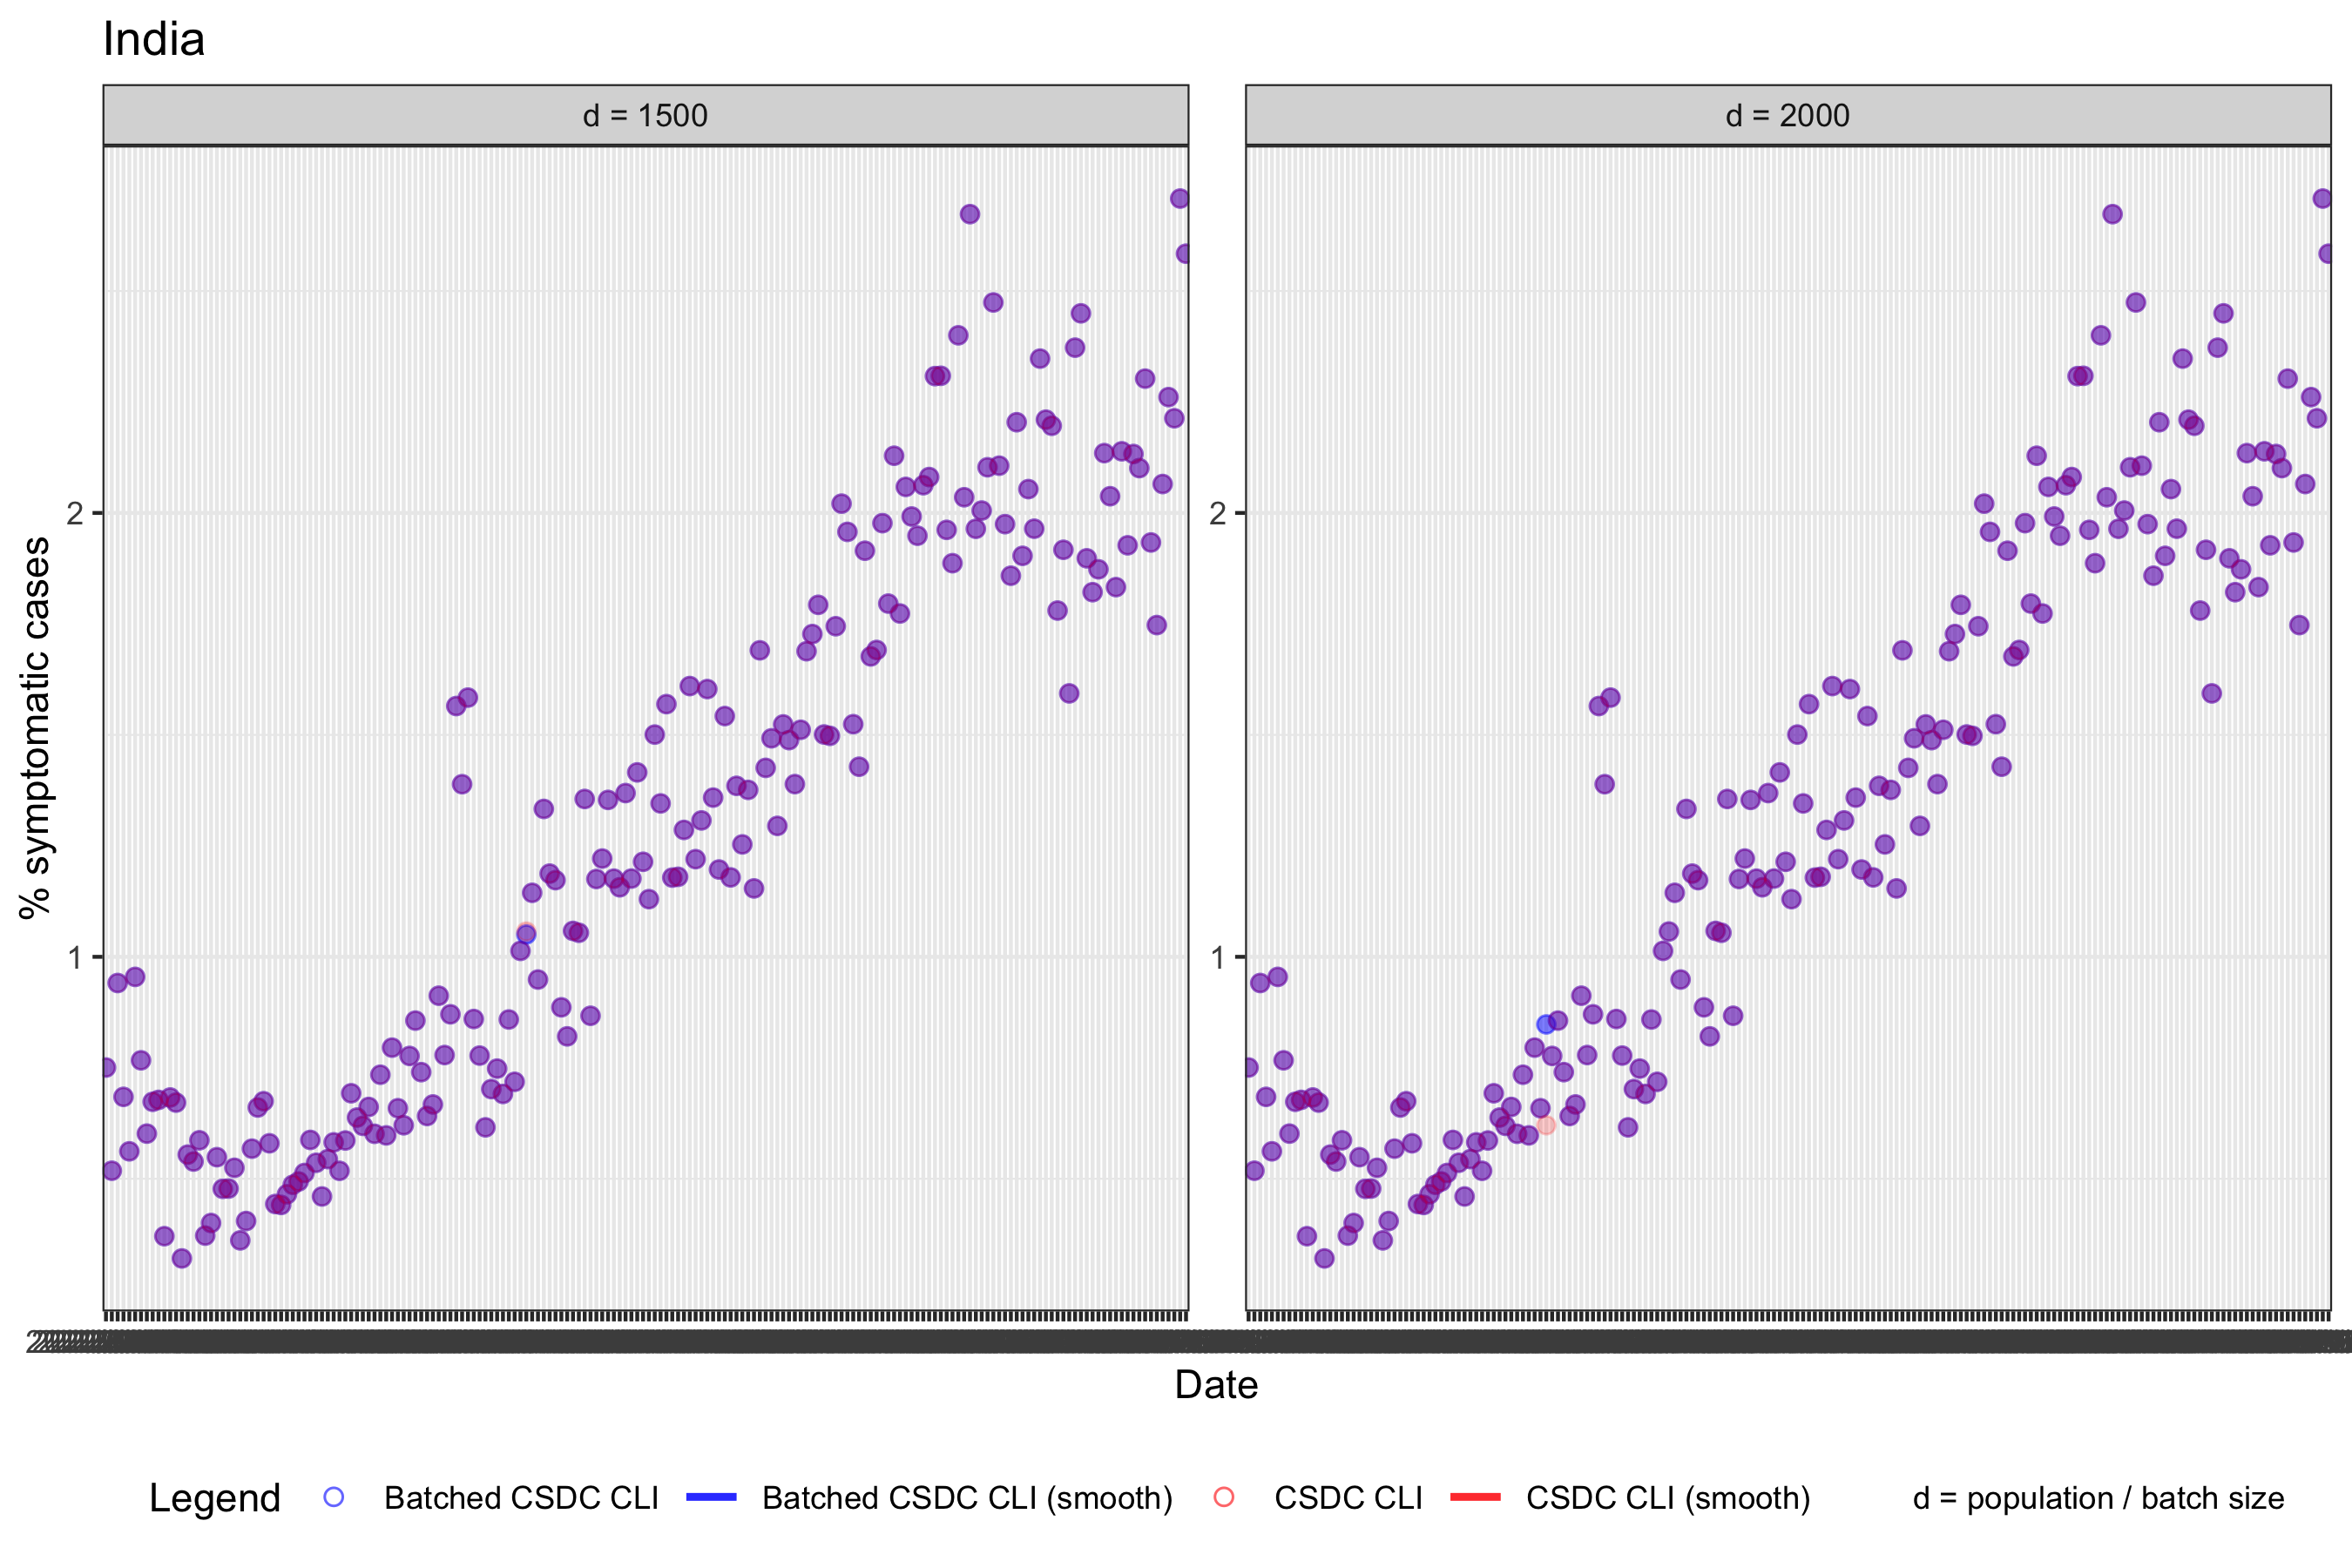 India
d = 1500
d = 2000
% symptomatic cases
2
1
2
1
Date
Legend
Batched CSDC CLI
Batched CSDC CLI (smooth)
CSDC CLI
CSDC CLI (smooth)
d = population / batch size